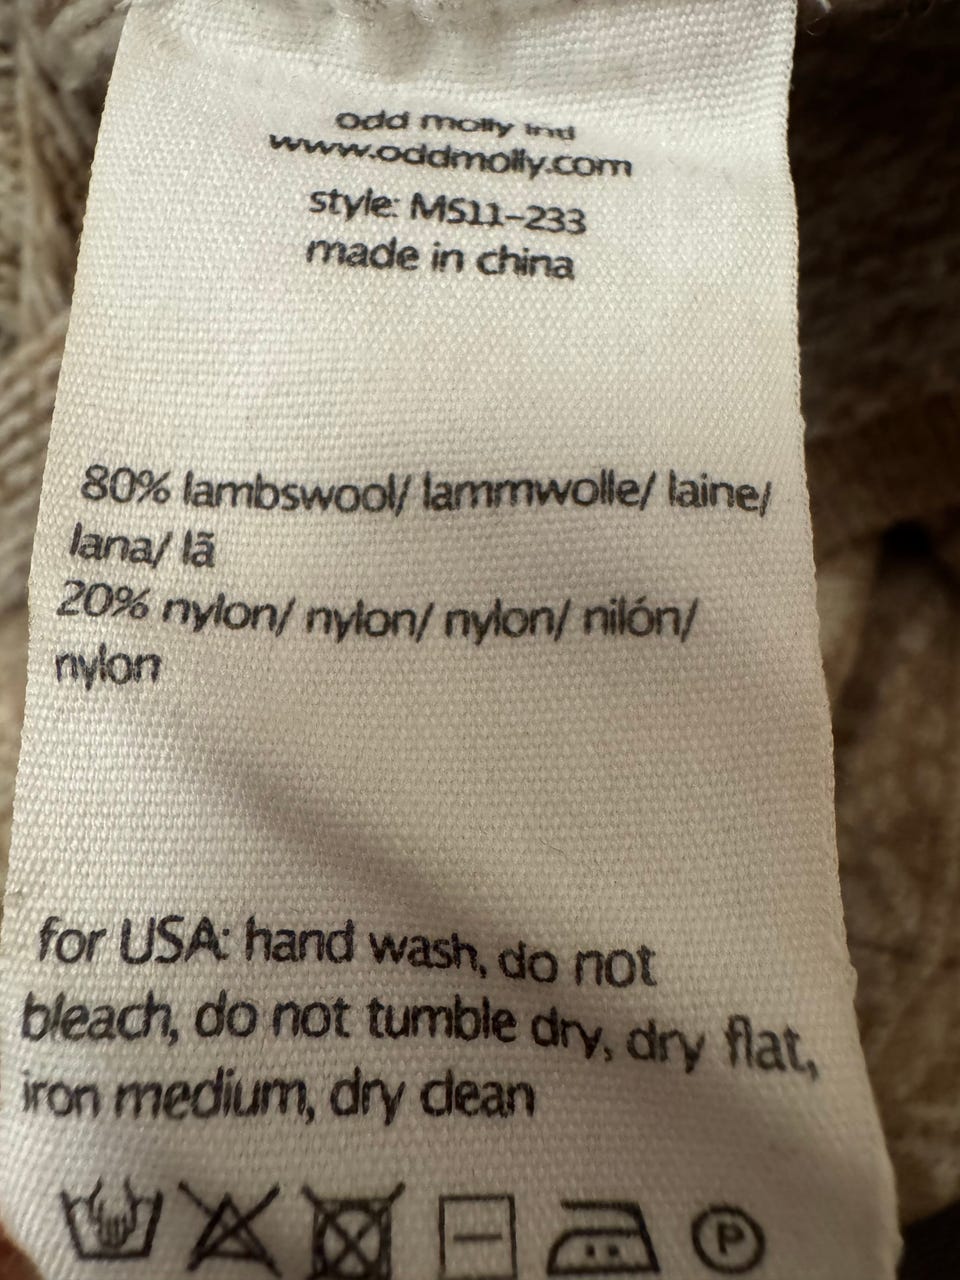 odd molly intl
www.oddmolly.com
style: MS11-233
made in china
80% lambswool/ lammwolle/ laine/
lana/ lã
20% nylon/ nylon/ nylon/ nilón/
nylon
for USA: hand wash, do not
bleach, do not tumble dry, dry flat,
iron medium, dry clean
P